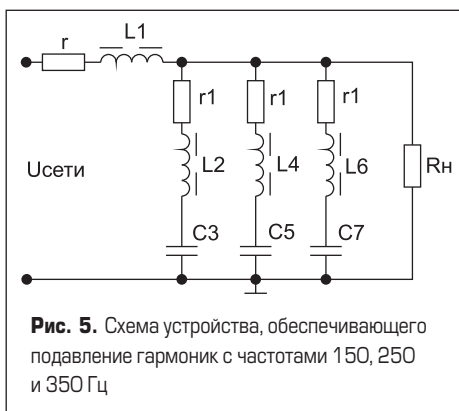 r
L1
r1
r1
r1
Uсети
L2
L4
L6
Rн
C3
C5
C7
Рис. 5. Схема устройства, обеспечивающего
подавление гармоник с частотами 150, 250
и 350 Гц